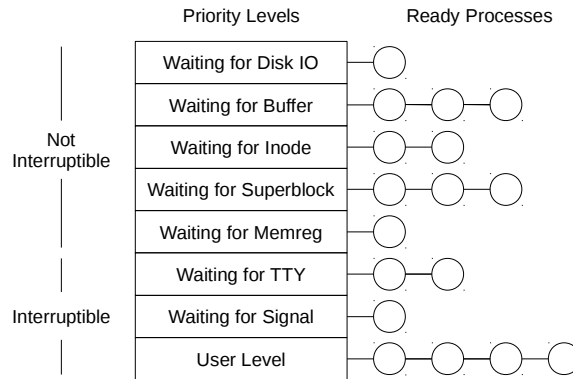 Priority Levels
Ready Processes
Waiting for Disk IO
Waiting for Buffer
Not
Interruptible
Waiting for Inode
Waiting for Superblock
Waiting for Memreg
Waiting for TTY
Interruptible
Waiting for Signal
User Level